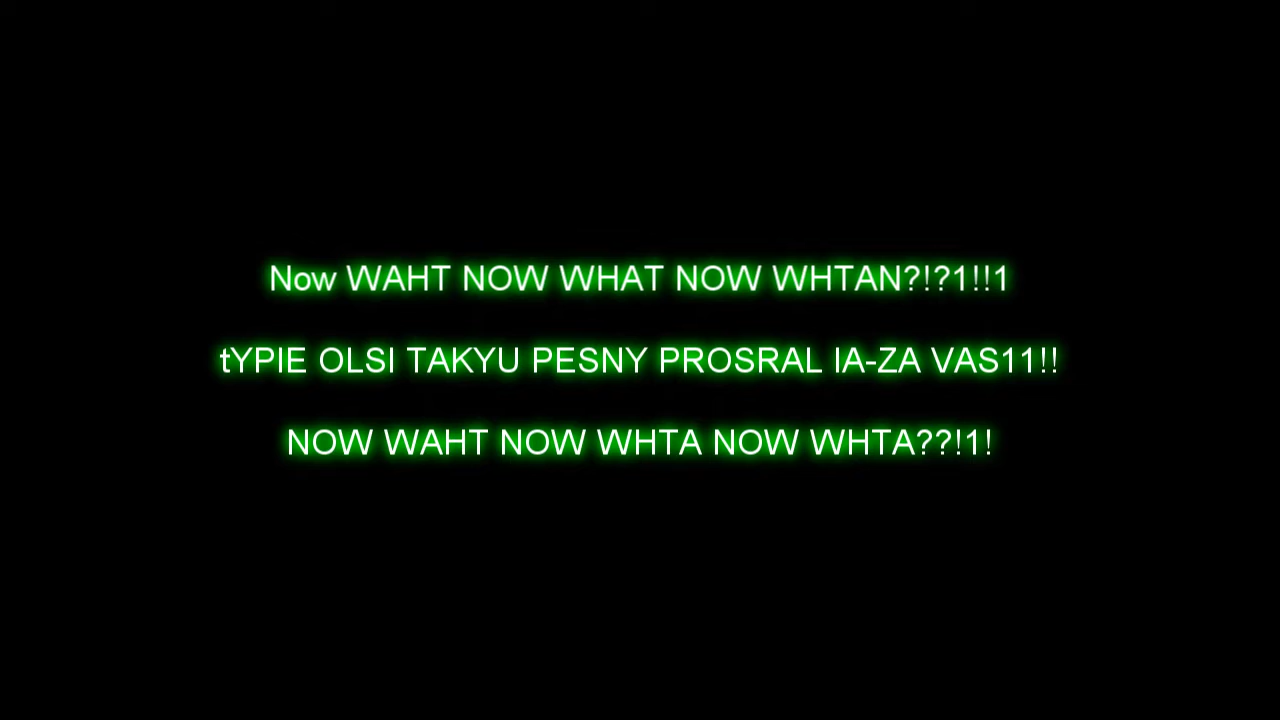 Now WAHT NOW WHAT NOW WHTAN?!?1!!1
tYPIE OLSI TAKYU PESNY PROSRAL IA-ZA VAS11!!
NOW WAHT NOW WHTA NOW WHTA??!1!